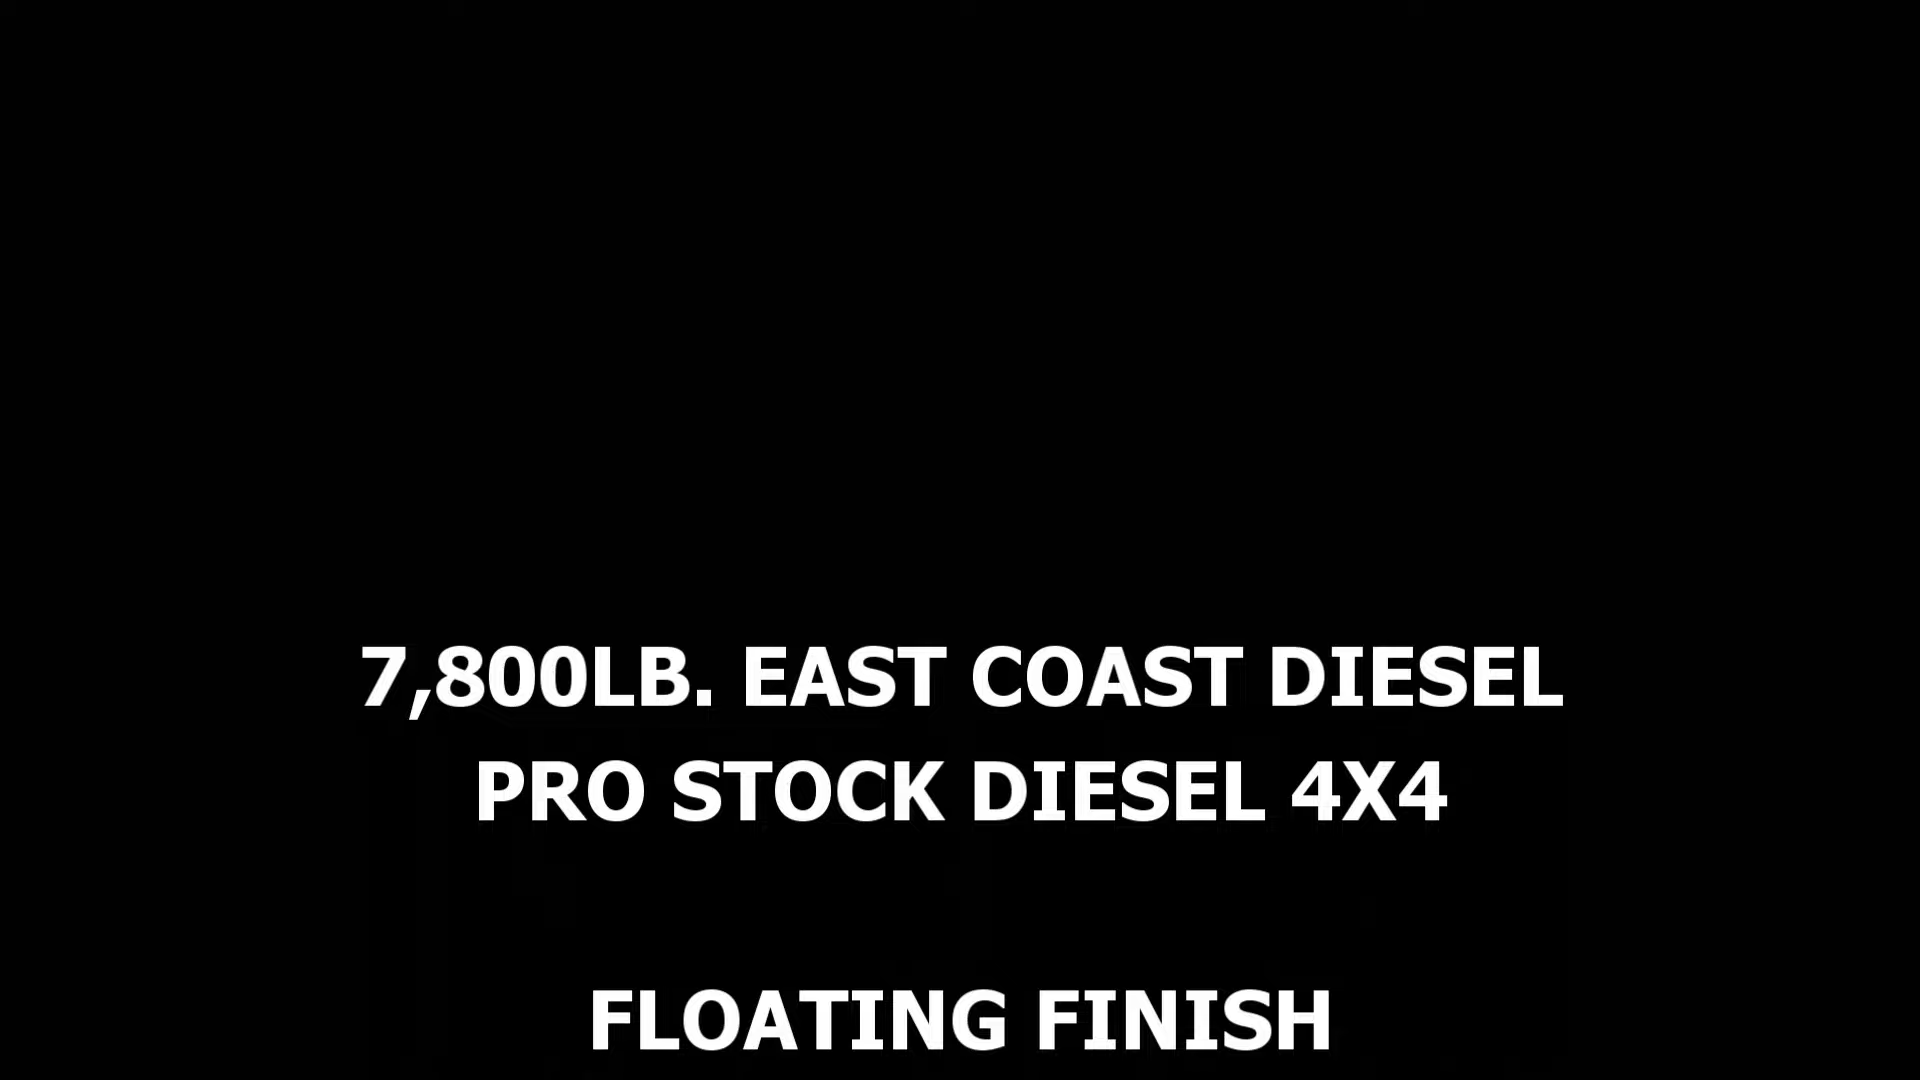 7,800LB. EAST COAST DIESEL
PRO STOCK DIESEL 4X4
FLOATING FINISH